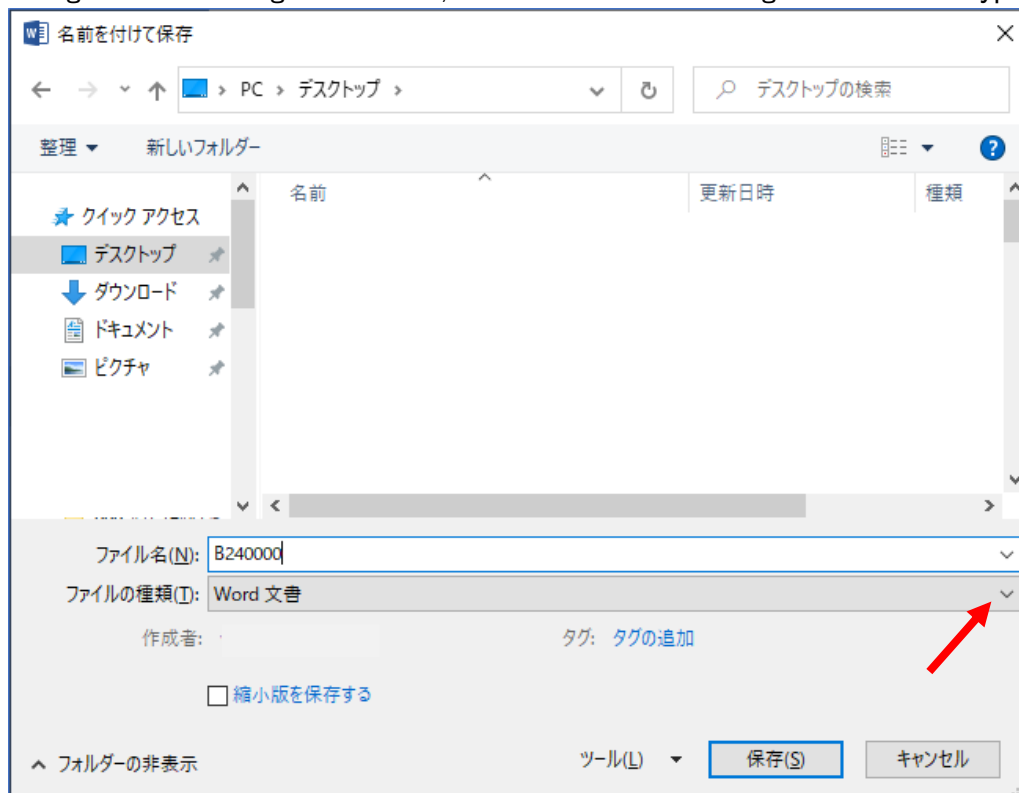 名前を付けて保存
PC › デスクトップ ›
デスクトップの検索
整理 新しいフォルダー
名前 更新日時 種類
クイック アクセス
デスクトップ
ダウンロード
ドキュメント
ピクチャ
ファイル名(N): B240000
ファイルの種類(T): Word 文書
作成者: タグ: タグの追加
縮小版を保存する
フォルダーの非表示 ツール(L) 保存(S) キャンセル